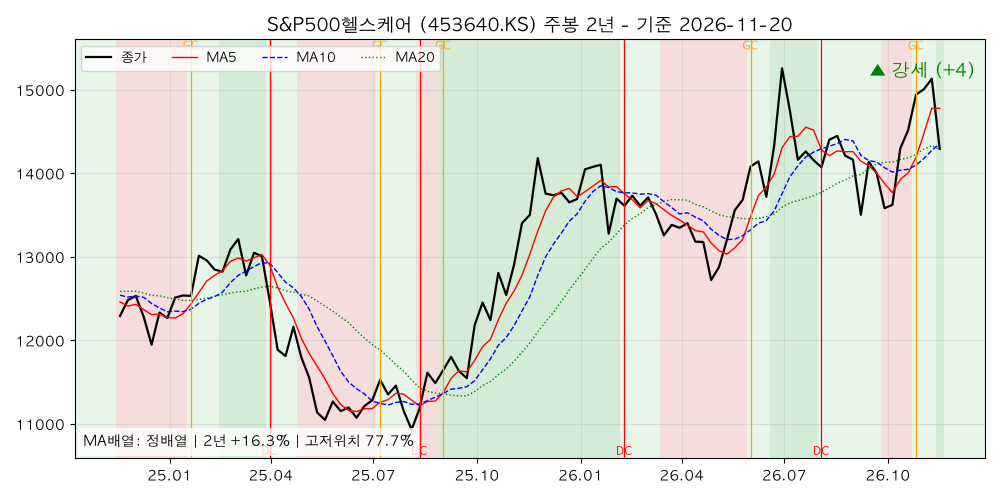 S&P500헬스케어 (453640.KS) 주봉 2년 – 기준 2026-11-20
GC GC GC GC GC
종가 MA5 MA10 MA20
▲ 강세 (+4)
15000
14000
13000
12000
11000
MA배열: 정배열 | 2년 +16.3% | 고저위치 77.7%
DC DC DC DC
25.01 25.04 25.07 25.10 26.01 26.04 26.07 26.10